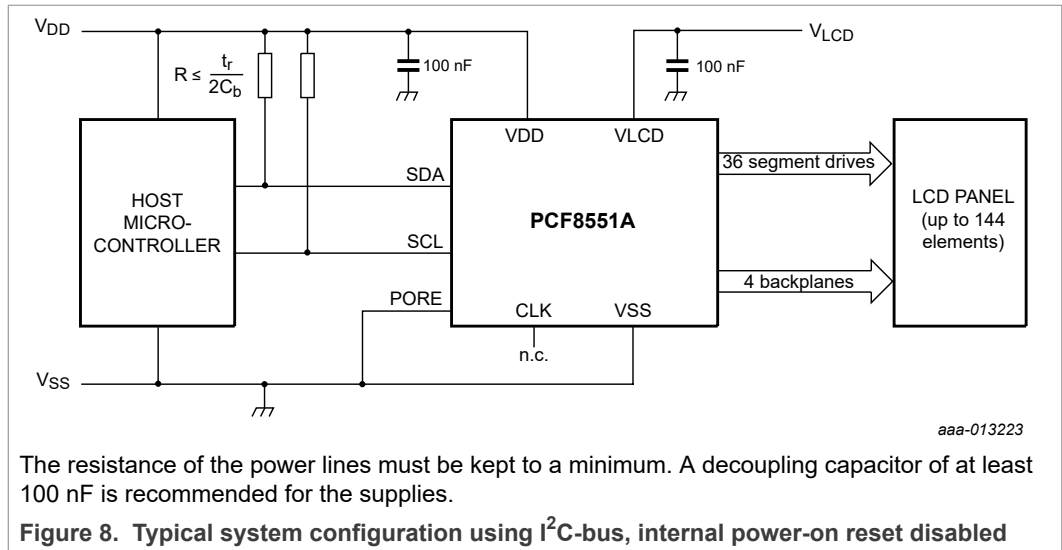 VDD
VLCD
R ≤ tr / 2Cb
100 nF
100 nF
VDD
VLCD
36 segment drives
SDA
HOST
MICRO-
CONTROLLER
PCF8551A
LCD PANEL
(up to 144
elements)
SCL
4 backplanes
PORE
CLK
VSS
n.c.
VSS
aaa-013223
The resistance of the power lines must be kept to a minimum. A decoupling capacitor of at least
100 nF is recommended for the supplies.
Figure 8. Typical system configuration using I²C-bus, internal power-on reset disabled